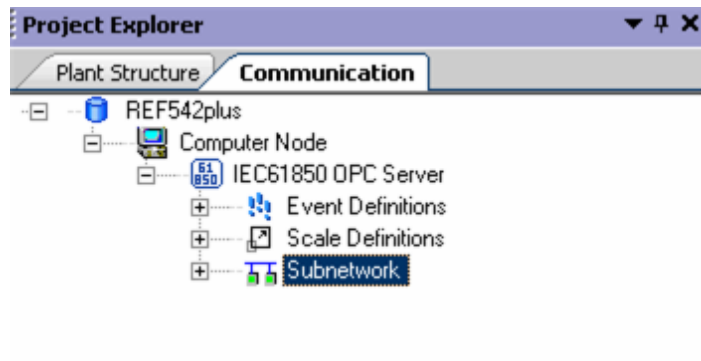 Project Explorer
Plant Structure Communication
REF542plus
Computer Node
61
850 IEC61850 OPC Server
Event Definitions
Scale Definitions
Subnetwork